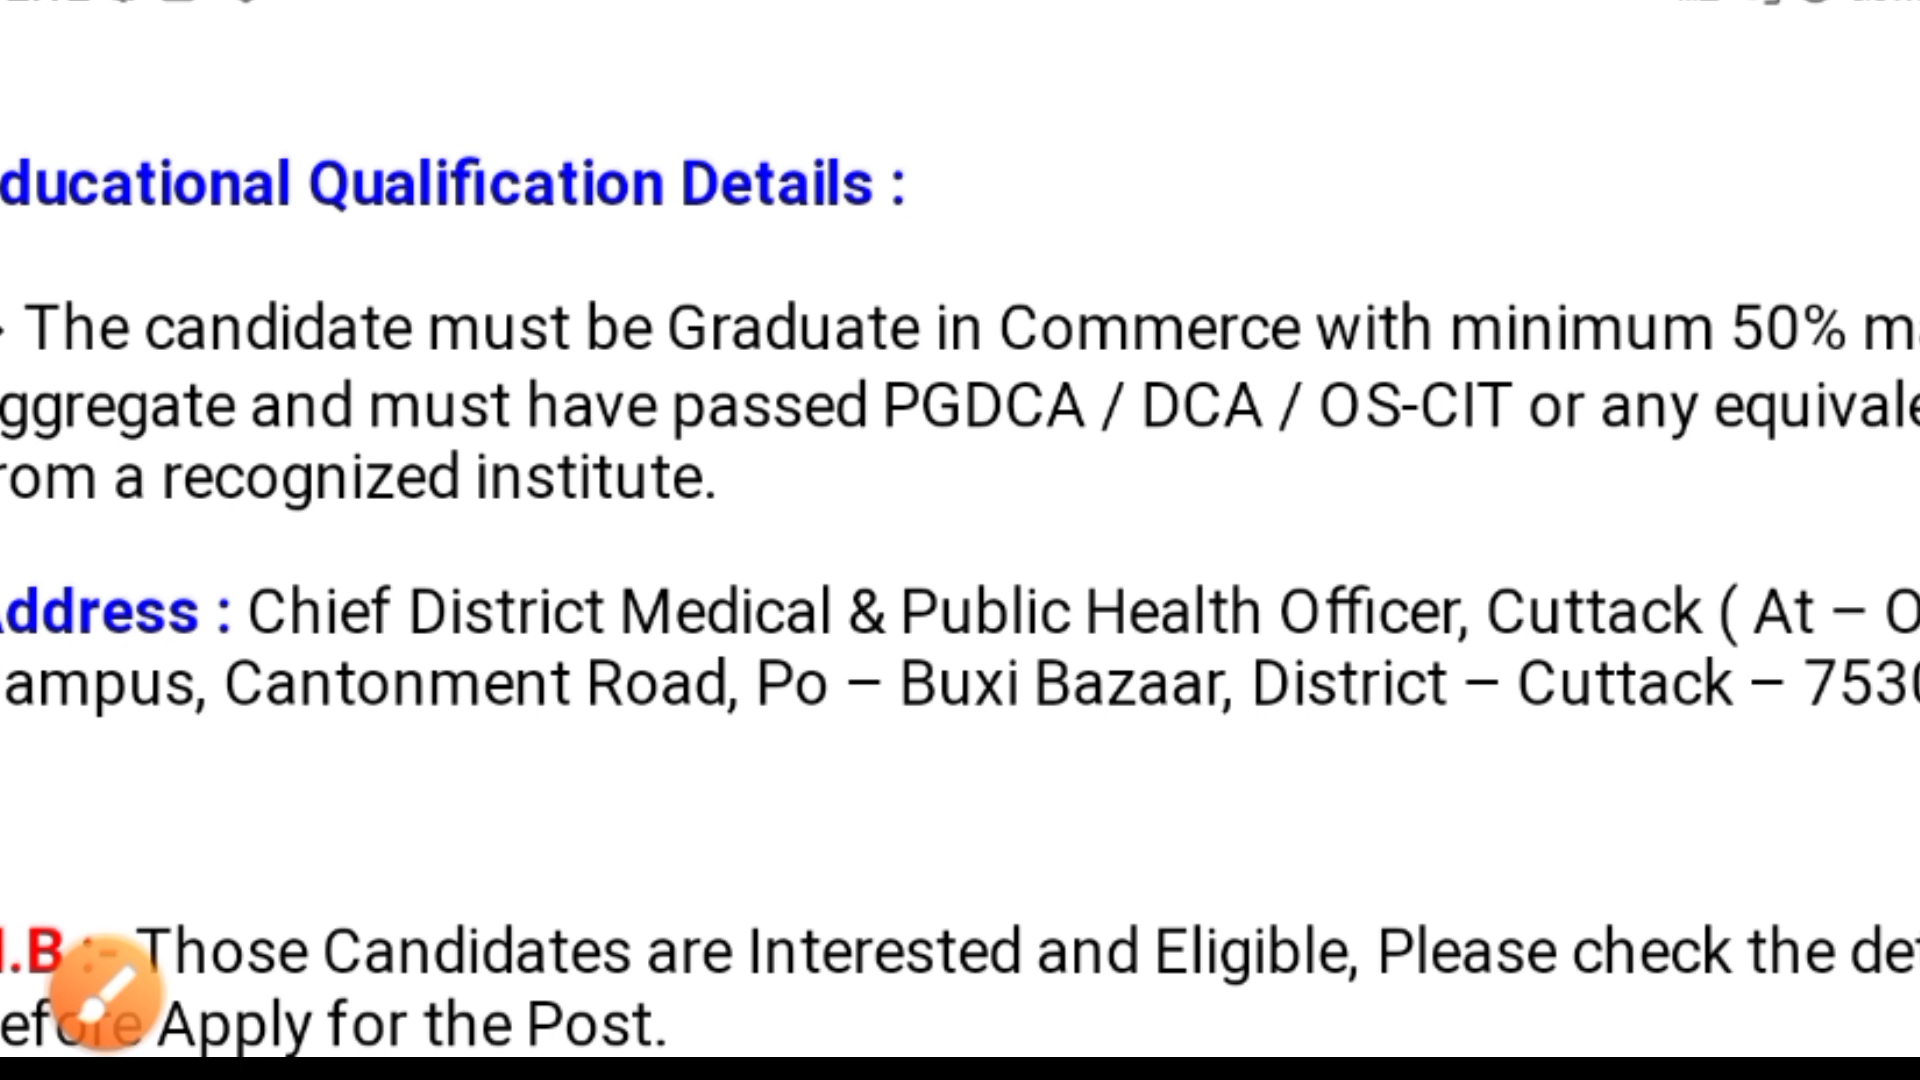 ducational Qualification Details :
The candidate must be Graduate in Commerce with minimum 50%
ggregate and must have passed PGDCA / DCA / OS-CIT or any equivale
rom a recognized institute.
ddress : Chief District Medical & Public Health Officer, Cuttack ( At – O
ampus, Cantonment Road, Po – Buxi Bazaar, District – Cuttack – 753
.B :- Those Candidates are Interested and Eligible, Please check the det
efore Apply for the Post.